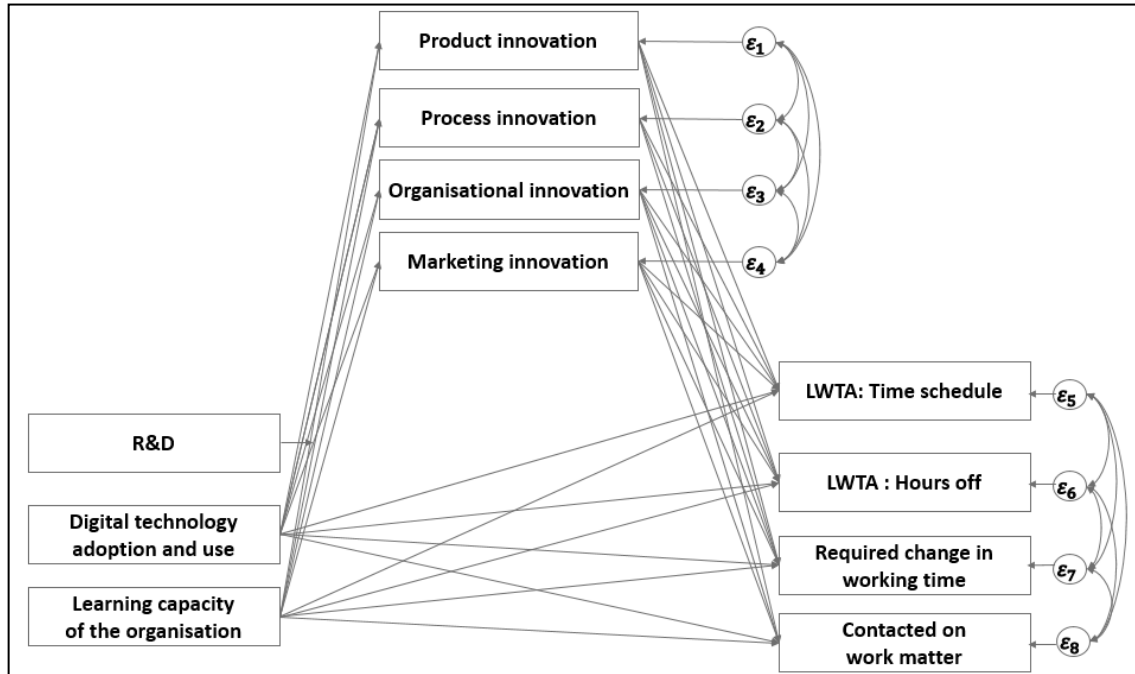 Product innovation
ε1
Process innovation
ε2
Organisational innovation
ε3
Marketing innovation
ε4
LWTA: Time schedule
ε5
R&D
LWTA : Hours off
ε6
Digital technology
adoption and use
Required change in
working time
ε7
Learning capacity
of the organisation
Contacted on
work matter
ε8